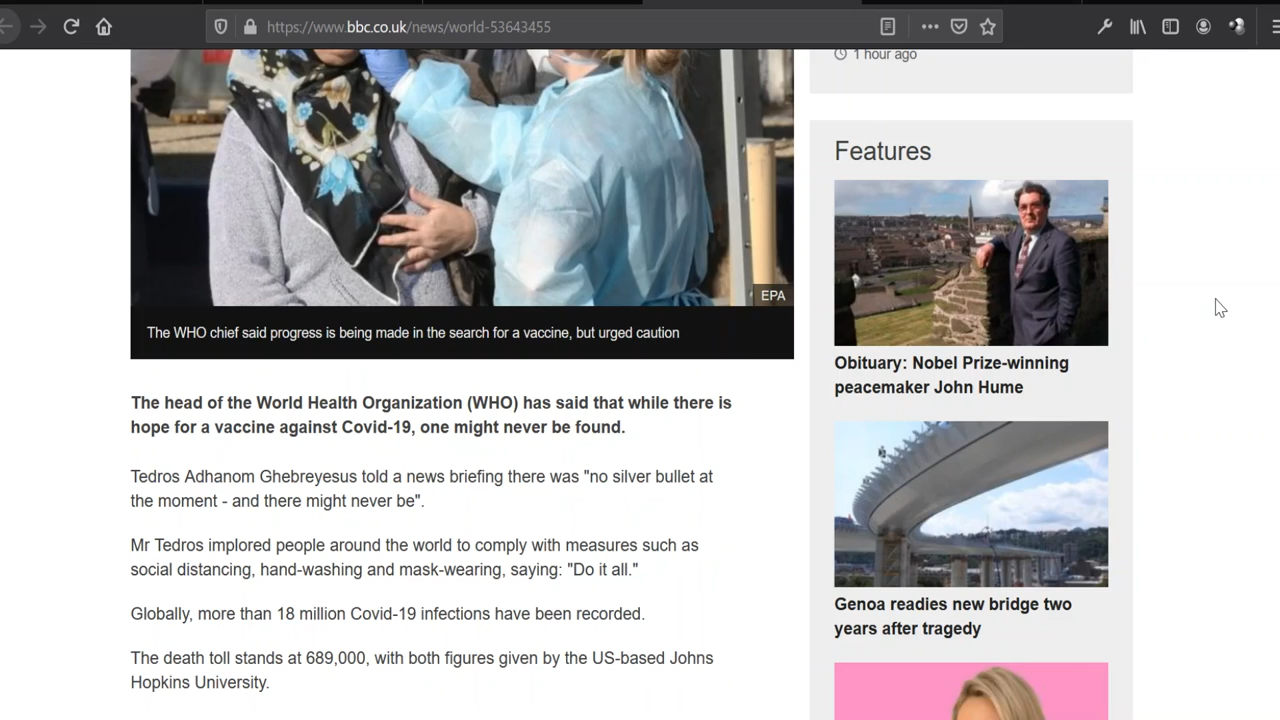 https://www.bbc.co.uk/news/world-53643455
1 hour ago
Features
EPA
The WHO chief said progress is being made in the search for a vaccine, but urged caution
Obituary: Nobel Prize-winning
peacemaker John Hume
The head of the World Health Organization (WHO) has said that while there is
hope for a vaccine against Covid-19, one might never be found.
Tedros Adhanom Ghebreyesus told a news briefing there was "no silver bullet at
the moment - and there might never be".
Mr Tedros implored people around the world to comply with measures such as
social distancing, hand-washing and mask-wearing, saying: "Do it all."
Globally, more than 18 million Covid-19 infections have been recorded.
The death toll stands at 689,000, with both figures given by the US-based Johns
Hopkins University.
Genoa readies new bridge two
years after tragedy